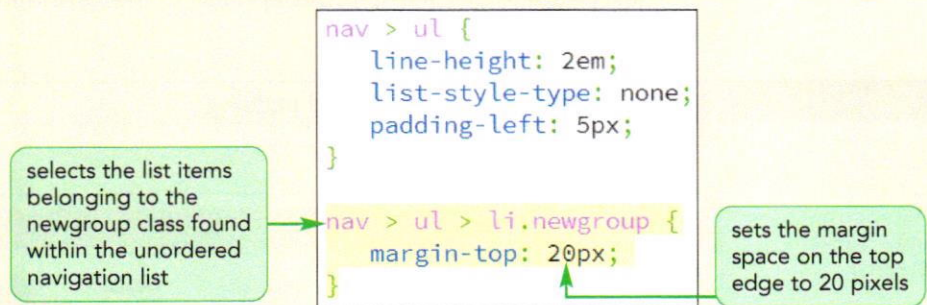 nav > ul {
line-height: 2em;
list-style-type: none;
padding-left: 5px;
}
selects the list items
belonging to the
newgroup class found
within the unordered
navigation list
nav > ul > li.newgroup {
margin-top: 20px;
}
sets the margin
space on the top
edge to 20 pixels